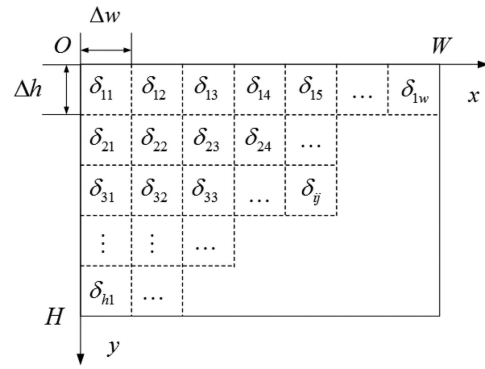 Δw
O W
Δh δ₁₁ δ₁₂ δ₁₃ δ₁₄ δ₁₅ … δ₁w x
δ₂₁ δ₂₂ δ₂₃ δ₂₄ …
δ₃₁ δ₃₂ δ₃₃ … δij
⋮ ⋮ …
δh1 …
H
y